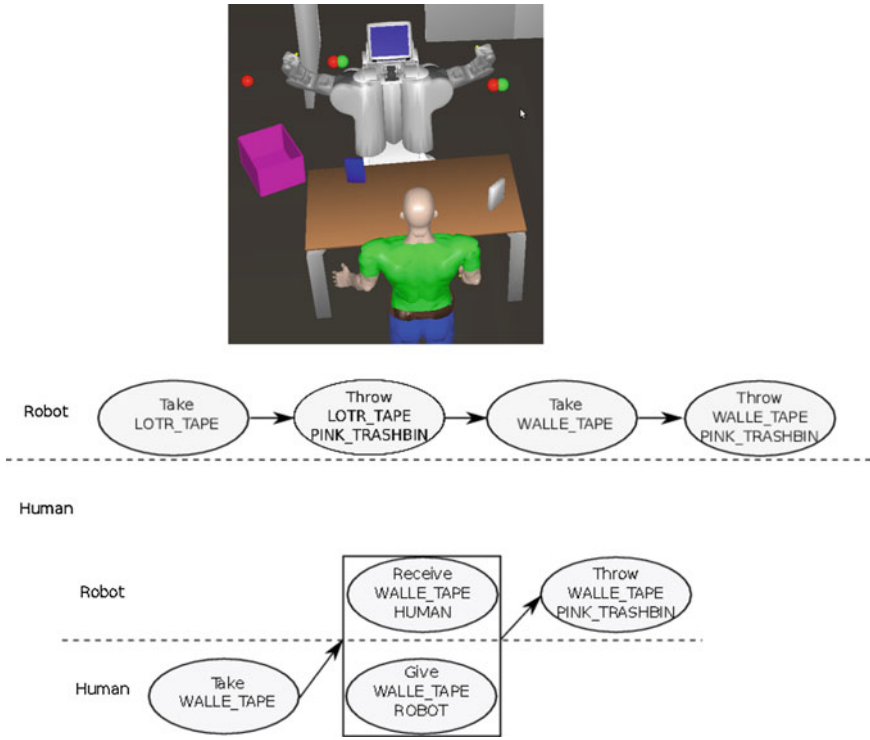 Robot
Take
LOTR_TAPE
Throw
LOTR_TAPE
PINK_TRASHBIN
Take
WALLE_TAPE
Throw
WALLE_TAPE
PINK_TRASHBIN
Human
Robot
Receive
WALLE_TAPE
HUMAN
Throw
WALLE_TAPE
PINK_TRASHBIN
Human
Take
WALLE_TAPE
Give
WALLE_TAPE
ROBOT